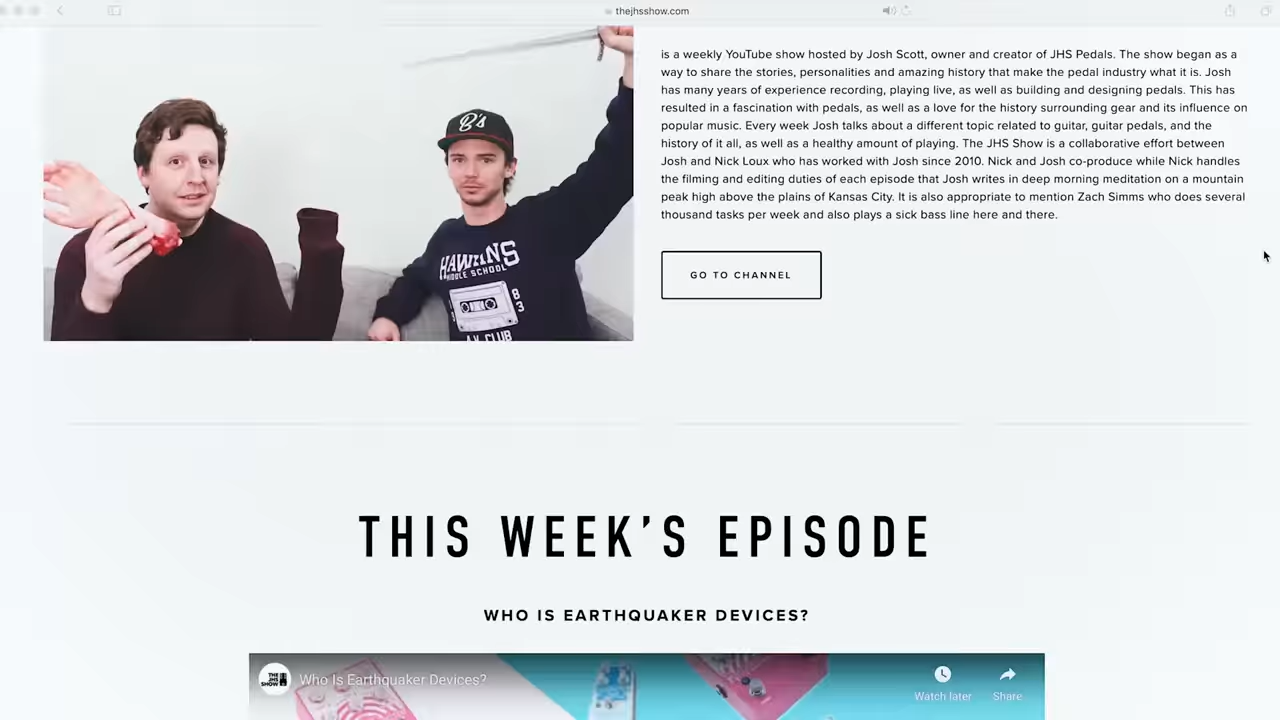 thejhsshow.com
is a weekly YouTube show hosted by Josh Scott, owner and creator of JHS Pedals. The show began as a
way to share the stories, personalities and amazing history that make the pedal industry what it is. Josh
has many years of experience recording, playing live, as well as building and designing pedals. This has
resulted in a fascination with pedals, as well as a love for the history surrounding gear and its influence on
popular music. Every week Josh talks about a different topic related to guitar, guitar pedals, and the
history of it all, as well as a healthy amount of playing. The JHS Show is a collaborative effort between
Josh and Nick Loux who has worked with Josh since 2010. Nick and Josh co-produce while Nick handles
the filming and editing duties of each episode that Josh writes in deep morning meditation on a mountain
peak high above the plains of Kansas City. It is also appropriate to mention Zach Simms who does several
thousand tasks per week and also plays a sick bass line here and there.
B's
HAWKINS
MIDDLE SCHOOL
8
3
A.V. CLUB
GO TO CHANNEL
THIS WEEK'S EPISODE
WHO IS EARTHQUAKER DEVICES?
THE
JHS
SHOW
Who Is Earthquaker Devices?
Watch later
Share